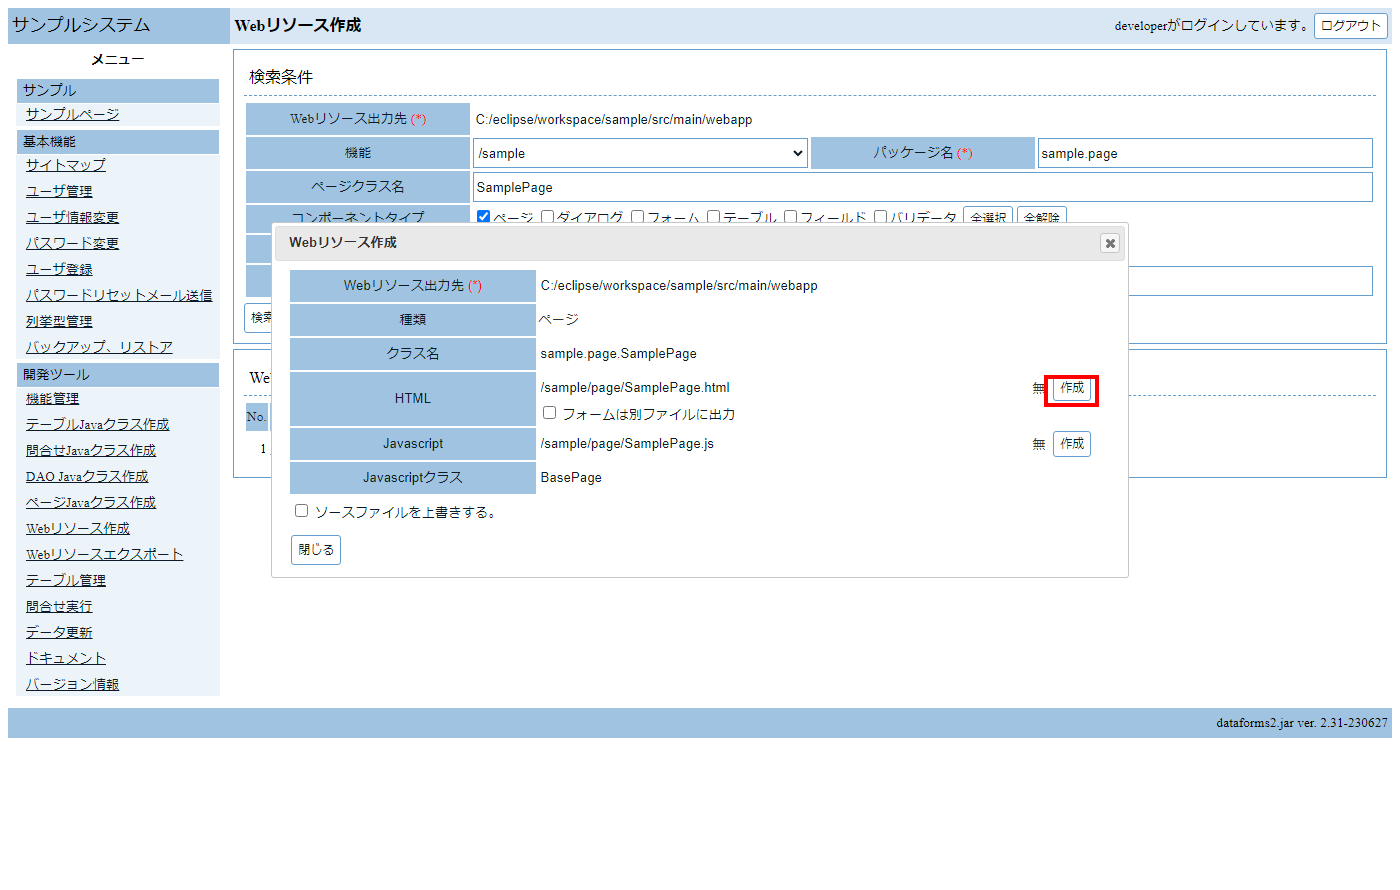 サンプルシステム
Webリソース作成
developerがログインしています。 ログアウト
メニュー
サンプル
サンプルページ
基本機能
サイトマップ
ユーザ管理
ユーザ情報変更
パスワード変更
ユーザ登録
パスワードリセットメール送信
列挙型管理
バックアップ、リストア
開発ツール
機能管理
テーブルJavaクラス作成
問合せJavaクラス作成
DAO Javaクラス作成
ページJavaクラス作成
Webリソース作成
Webリソースエクスポート
テーブル管理
問合せ実行
データ更新
ドキュメント
バージョン情報
検索条件
Webリソース出力先 (*) C:/eclipse/workspace/sample/src/main/webapp
機能 /sample パッケージ名 (*) sample.page
ページクラス名 SamplePage
コンポーネントタイプ ページ ダイアログ フォーム テーブル フィールド バリデータ 全選択 全解除
検索
We
No.
1
Webリソース作成
Webリソース出力先 (*) C:/eclipse/workspace/sample/src/main/webapp
種類 ページ
クラス名 sample.page.SamplePage
HTML /sample/page/SamplePage.html 無 作成
フォームは別ファイルに出力
Javascript /sample/page/SamplePage.js 無 作成
Javascriptクラス BasePage
ソースファイルを上書きする。
閉じる
dataforms2.jar ver. 2.31-230627